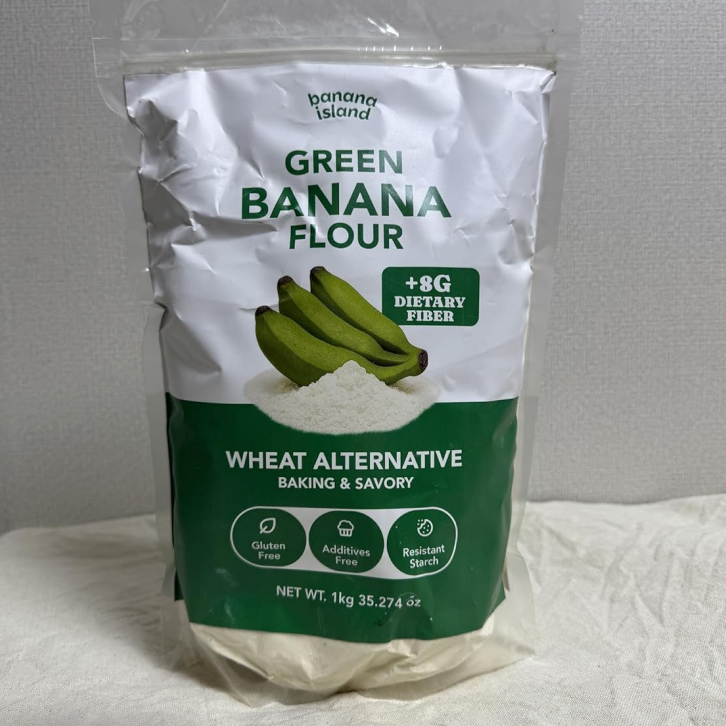 banana
island
GREEN
BANANA
FLOUR
+8G
DIETARY
FIBER
WHEAT ALTERNATIVE
BAKING & SAVORY
Gluten
Free
Additives
Free
Resistant
Starch
NET WT. 1kg 35.274 oz